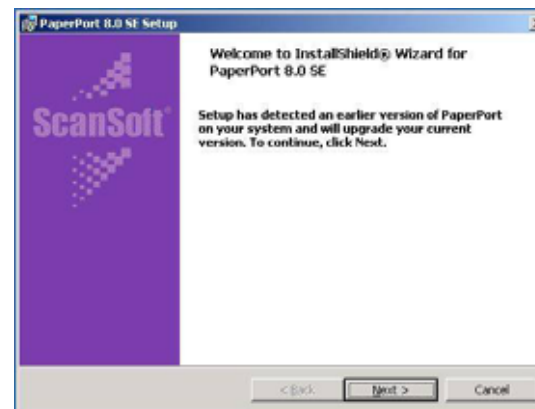 PaperPort 8.0 SE Setup
Welcome to InstallShield® Wizard for
PaperPort 8.0 SE
ScanSoft®
Setup has detected an earlier version of PaperPort
on your system and will upgrade your current
version. To continue, click Next.
< Back
Next >
Cancel